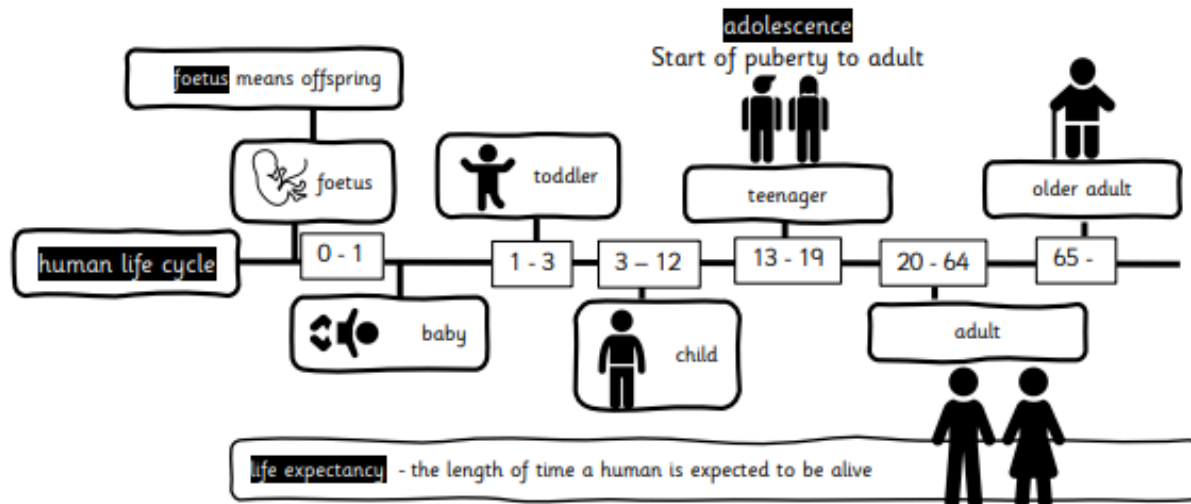 adolescence
Start of puberty to adult
foetus means offspring
foetus
toddler
teenager
older adult
human life cycle
0 - 1
1 - 3
3 – 12
13 - 19
20 - 64
65 -
baby
child
adult
life expectancy - the length of time a human is expected to be alive